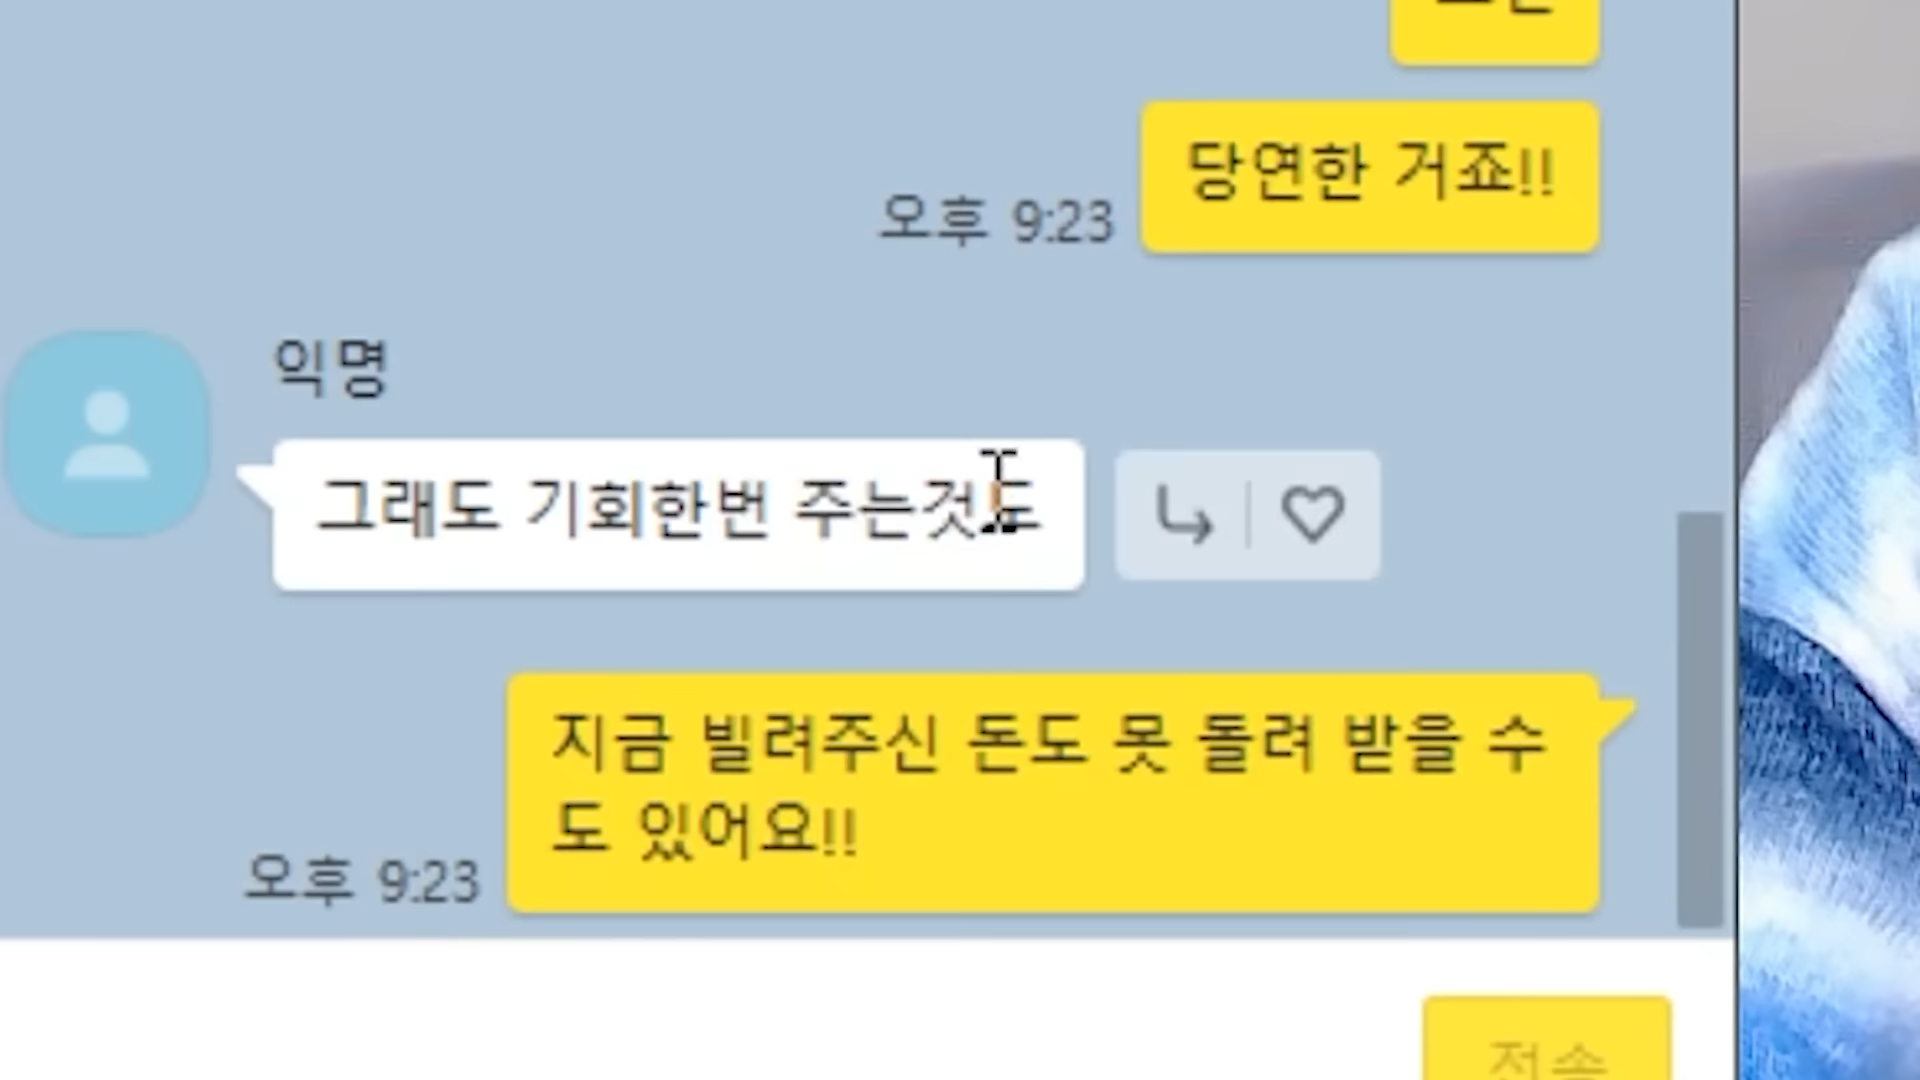 당연한 거죠!!
오후 9:23
익명
그래도 기회한번 주는것도
지금 빌려주신 돈도 못 돌려 받을 수
도 있어요!!
오후 9:23
전송